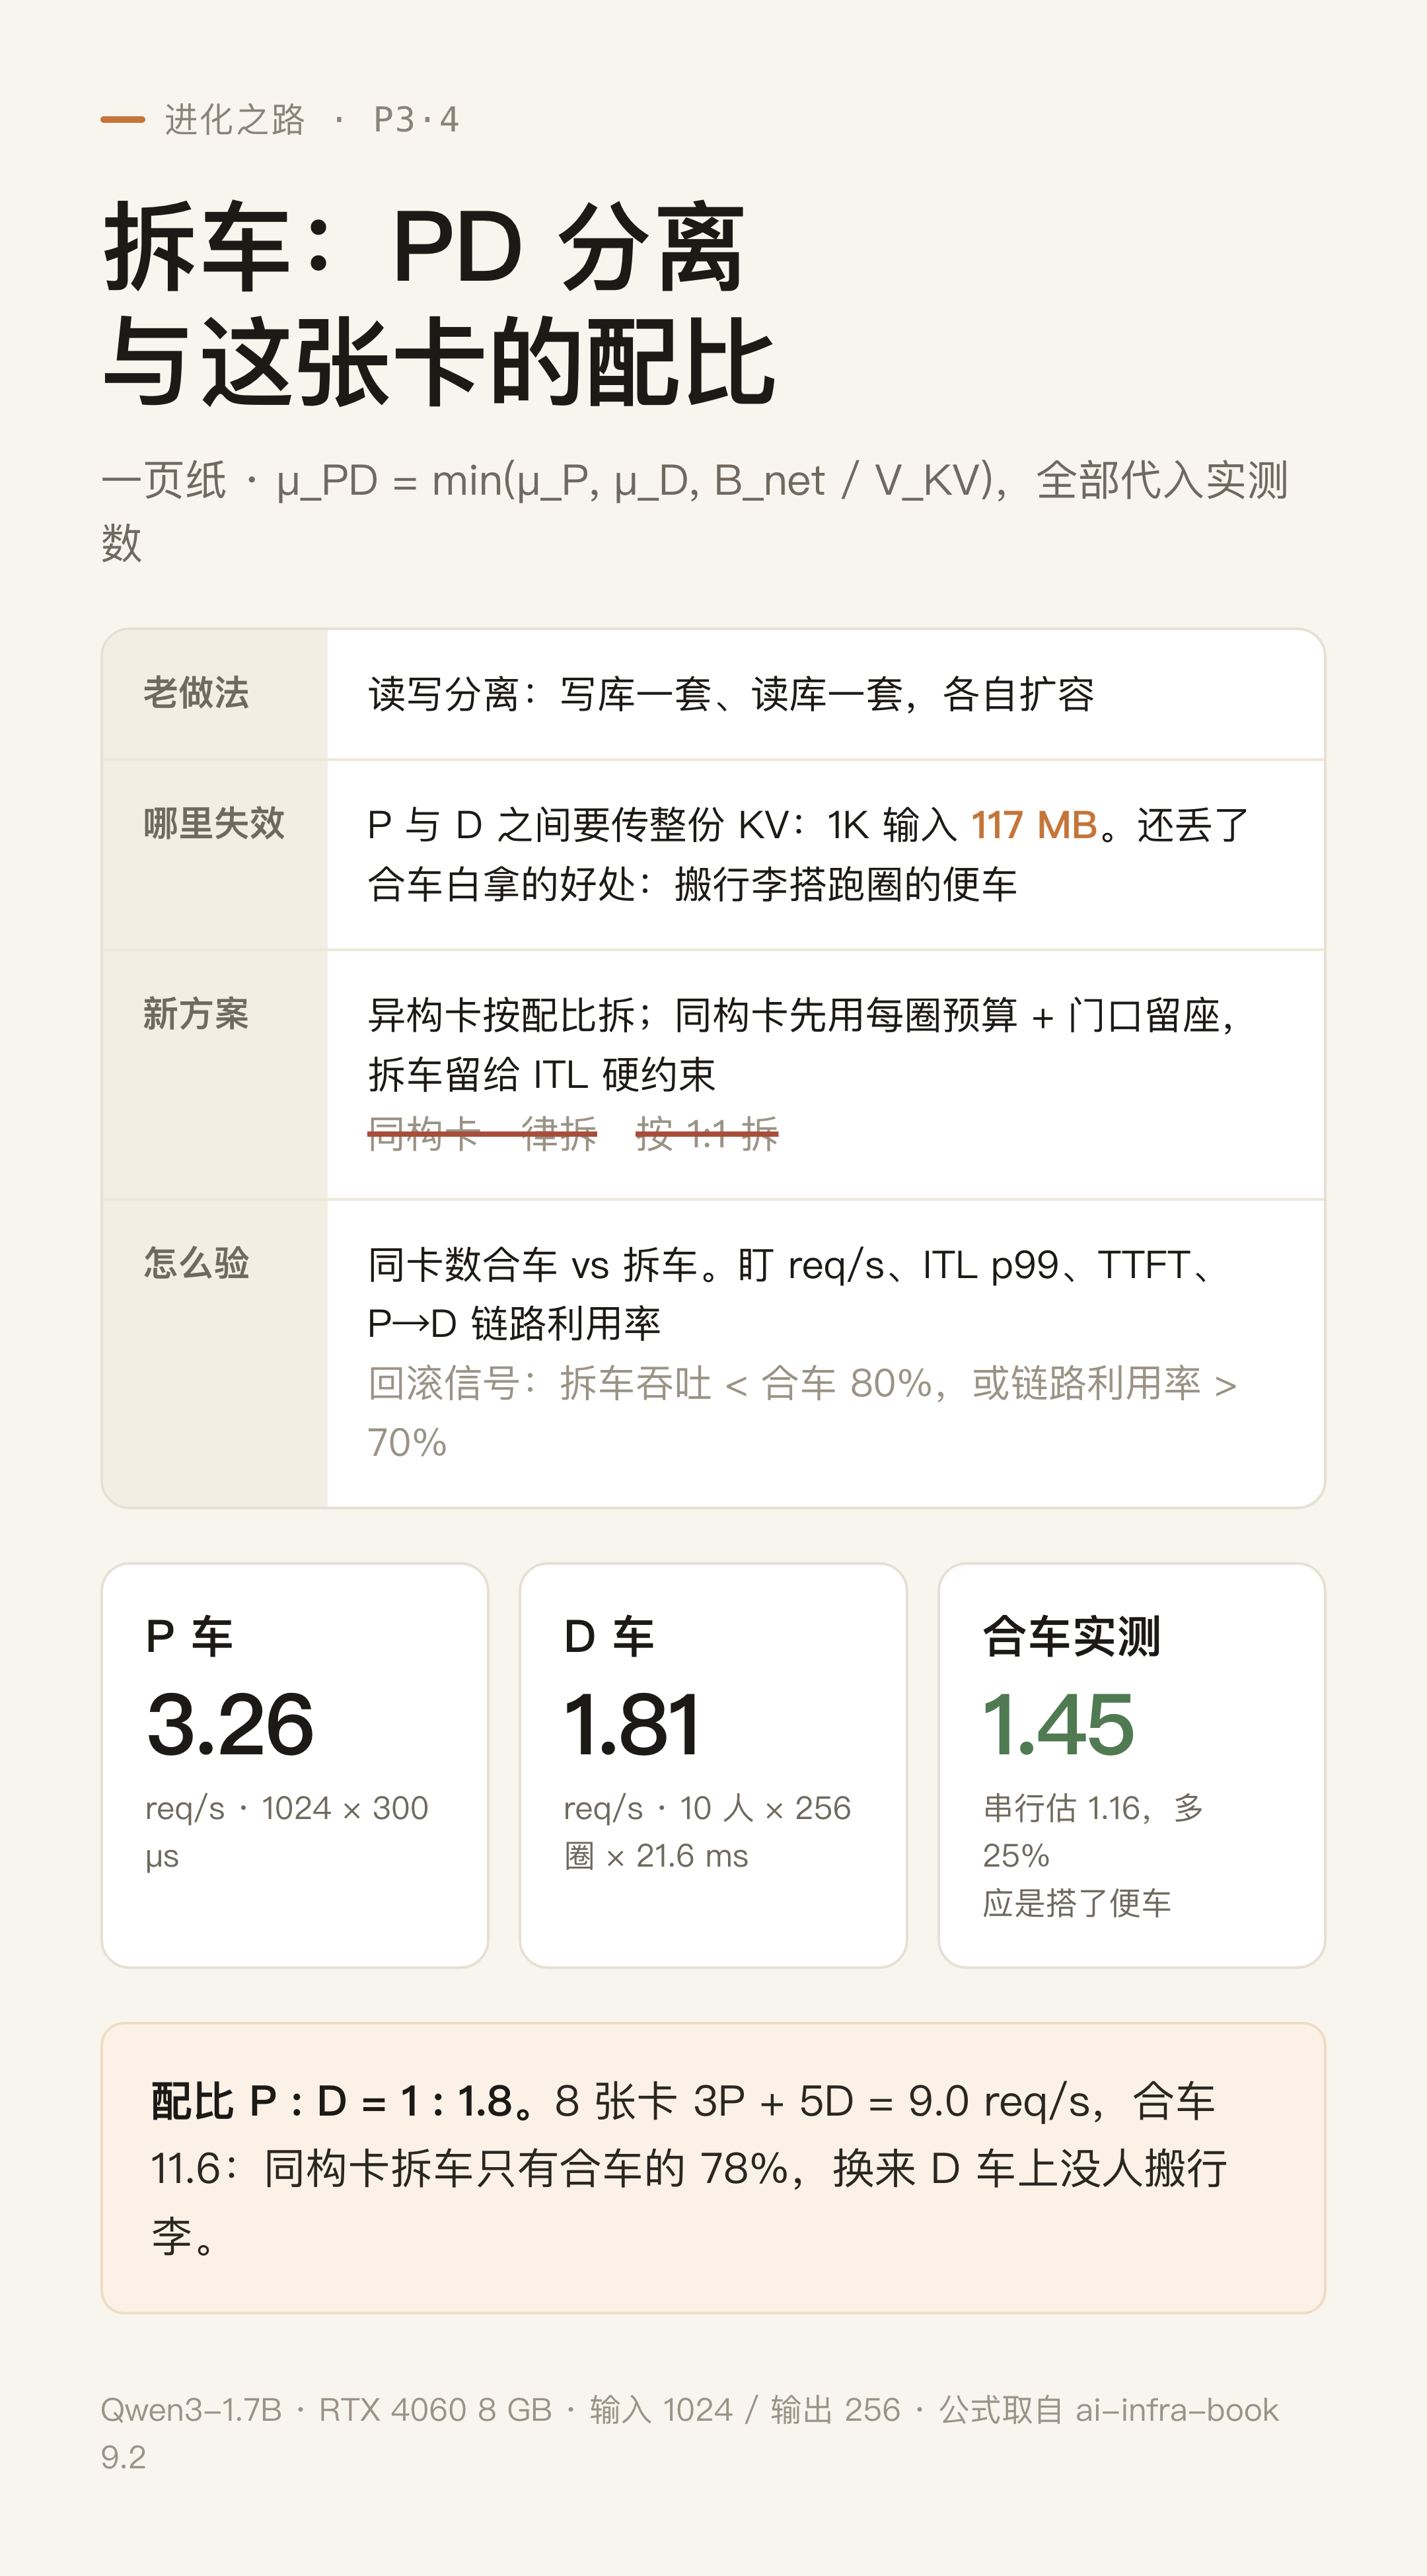 进化之路 · P3·4
拆车：PD 分离
与这张卡的配比
一页纸 · μ_PD = min(μ_P, μ_D, B_net / V_KV)，全部代入实测
数
老做法
读写分离：写库一套、读库一套，各自扩容
哪里失效
P 与 D 之间要传整份 KV：1K 输入 117 MB。还丢了
合车白拿的好处：搬行李搭跑圈的便车
新方案
异构卡按配比拆；同构卡先用每圈预算 + 门口留座，
拆车留给 ITL 硬约束
同构卡一律拆 按 1:1 拆
怎么验
同卡数合车 vs 拆车。盯 req/s、ITL p99、TTFT、
P→D 链路利用率
回滚信号：拆车吞吐 < 合车 80%，或链路利用率 >
70%
P 车
3.26
req/s · 1024 × 300
μs
D 车
1.81
req/s · 10 人 × 256
圈 × 21.6 ms
合车实测
1.45
串行估 1.16，多
25%
应是搭了便车
配比 P : D = 1 : 1.8。8 张卡 3P + 5D = 9.0 req/s，合车
11.6：同构卡拆车只有合车的 78%，换来 D 车上没人搬行
李。
Qwen3-1.7B · RTX 4060 8 GB · 输入 1024 / 输出 256 · 公式取自 ai-infra-book
9.2